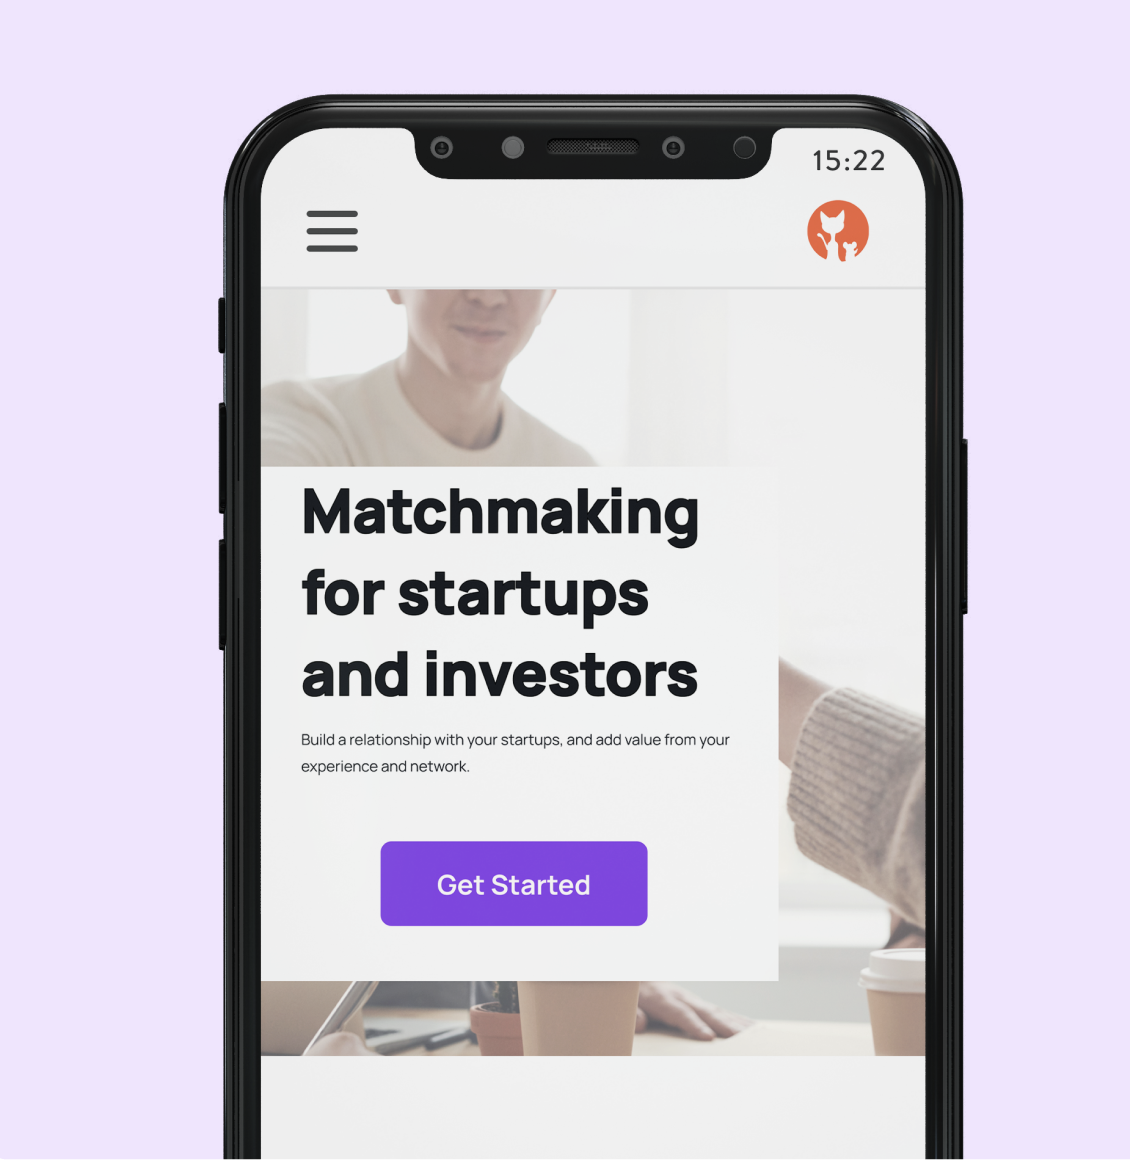 15:22
Matchmaking
for startups
and investors
Build a relationship with your startups, and add value from your
experience and network.
Get Started